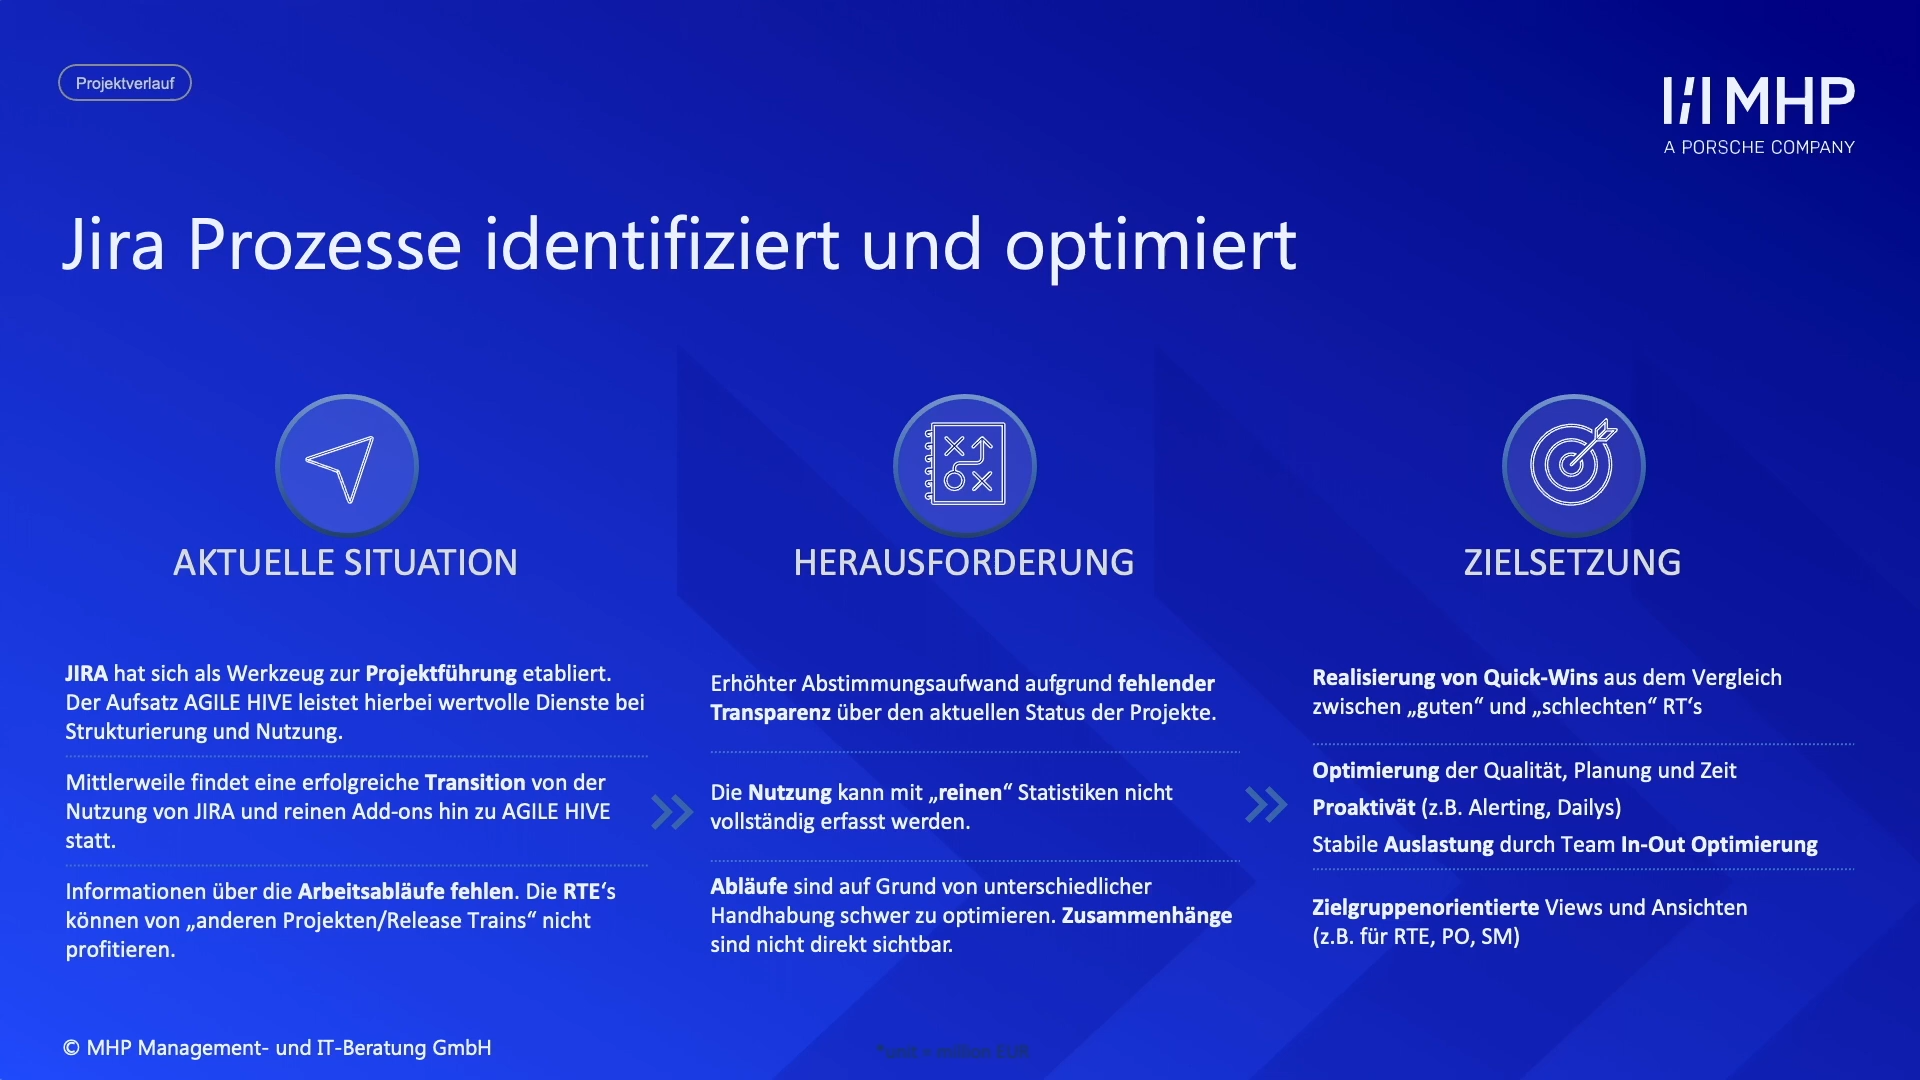 Projektverlauf
MHP
A PORSCHE COMPANY
Jira Prozesse identifiziert und optimiert
AKTUELLE SITUATION
JIRA hat sich als Werkzeug zur Projektführung etabliert.
Der Aufsatz AGILE HIVE leistet hierbei wertvolle Dienste bei
Strukturierung und Nutzung.
Mittlerweile findet eine erfolgreiche Transition von der
Nutzung von JIRA und reinen Add-ons hin zu AGILE HIVE
statt.
Informationen über die Arbeitsabläufe fehlen. Die RTE‘s
können von „anderen Projekten/Release Trains“ nicht
profitieren.
HERAUSFORDERUNG
Erhöhter Abstimmungsaufwand aufgrund fehlender
Transparenz über den aktuellen Status der Projekte.
Die Nutzung kann mit „reinen“ Statistiken nicht
vollständig erfasst werden.
Abläufe sind auf Grund von unterschiedlicher
Handhabung schwer zu optimieren. Zusammenhänge
sind nicht direkt sichtbar.
ZIELSETZUNG
Realisierung von Quick-Wins aus dem Vergleich
zwischen „guten“ und „schlechten“ RT‘s
Optimierung der Qualität, Planung und Zeit
Proaktivät (z.B. Alerting, Dailys)
Stabile Auslastung durch Team In-Out Optimierung
Zielgruppenorientierte Views und Ansichten
(z.B. für RTE, PO, SM)
© MHP Management- und IT-Beratung GmbH